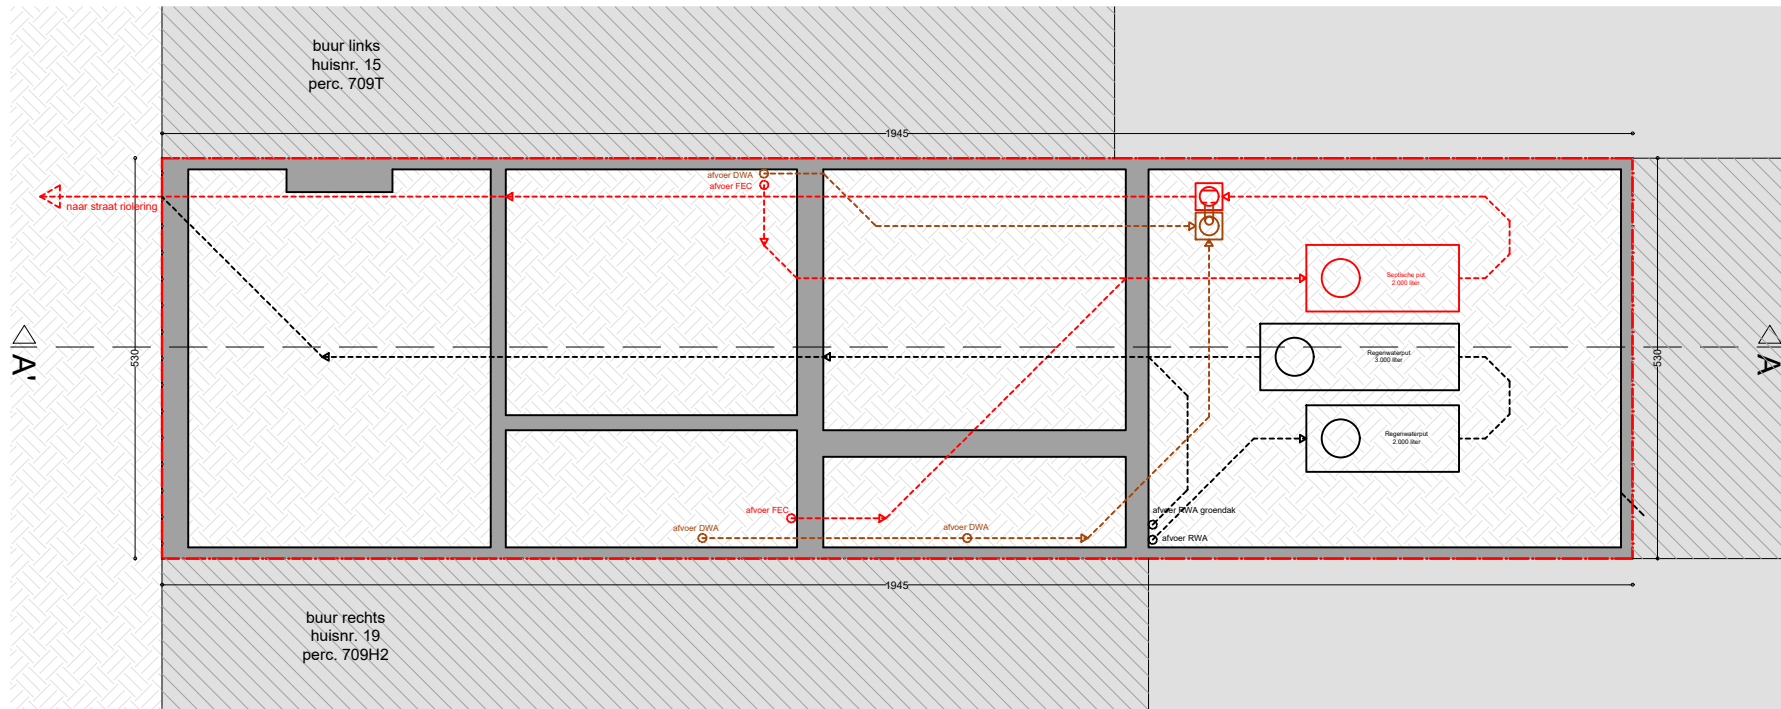 buur links
huisnr. 15
perc. 709T
1945
afvoer DWA
afvoer FEC
naar straat riolering
Septische put
2.000 liter
530
530
A'
A
Regenwaterput
3.000 liter
Regenwaterput
2.000 liter
afvoer FEC
afvoer RWA groendak
afvoer DWA
afvoer DWA
afvoer RWA
1945
buur rechts
huisnr. 19
perc. 709H2